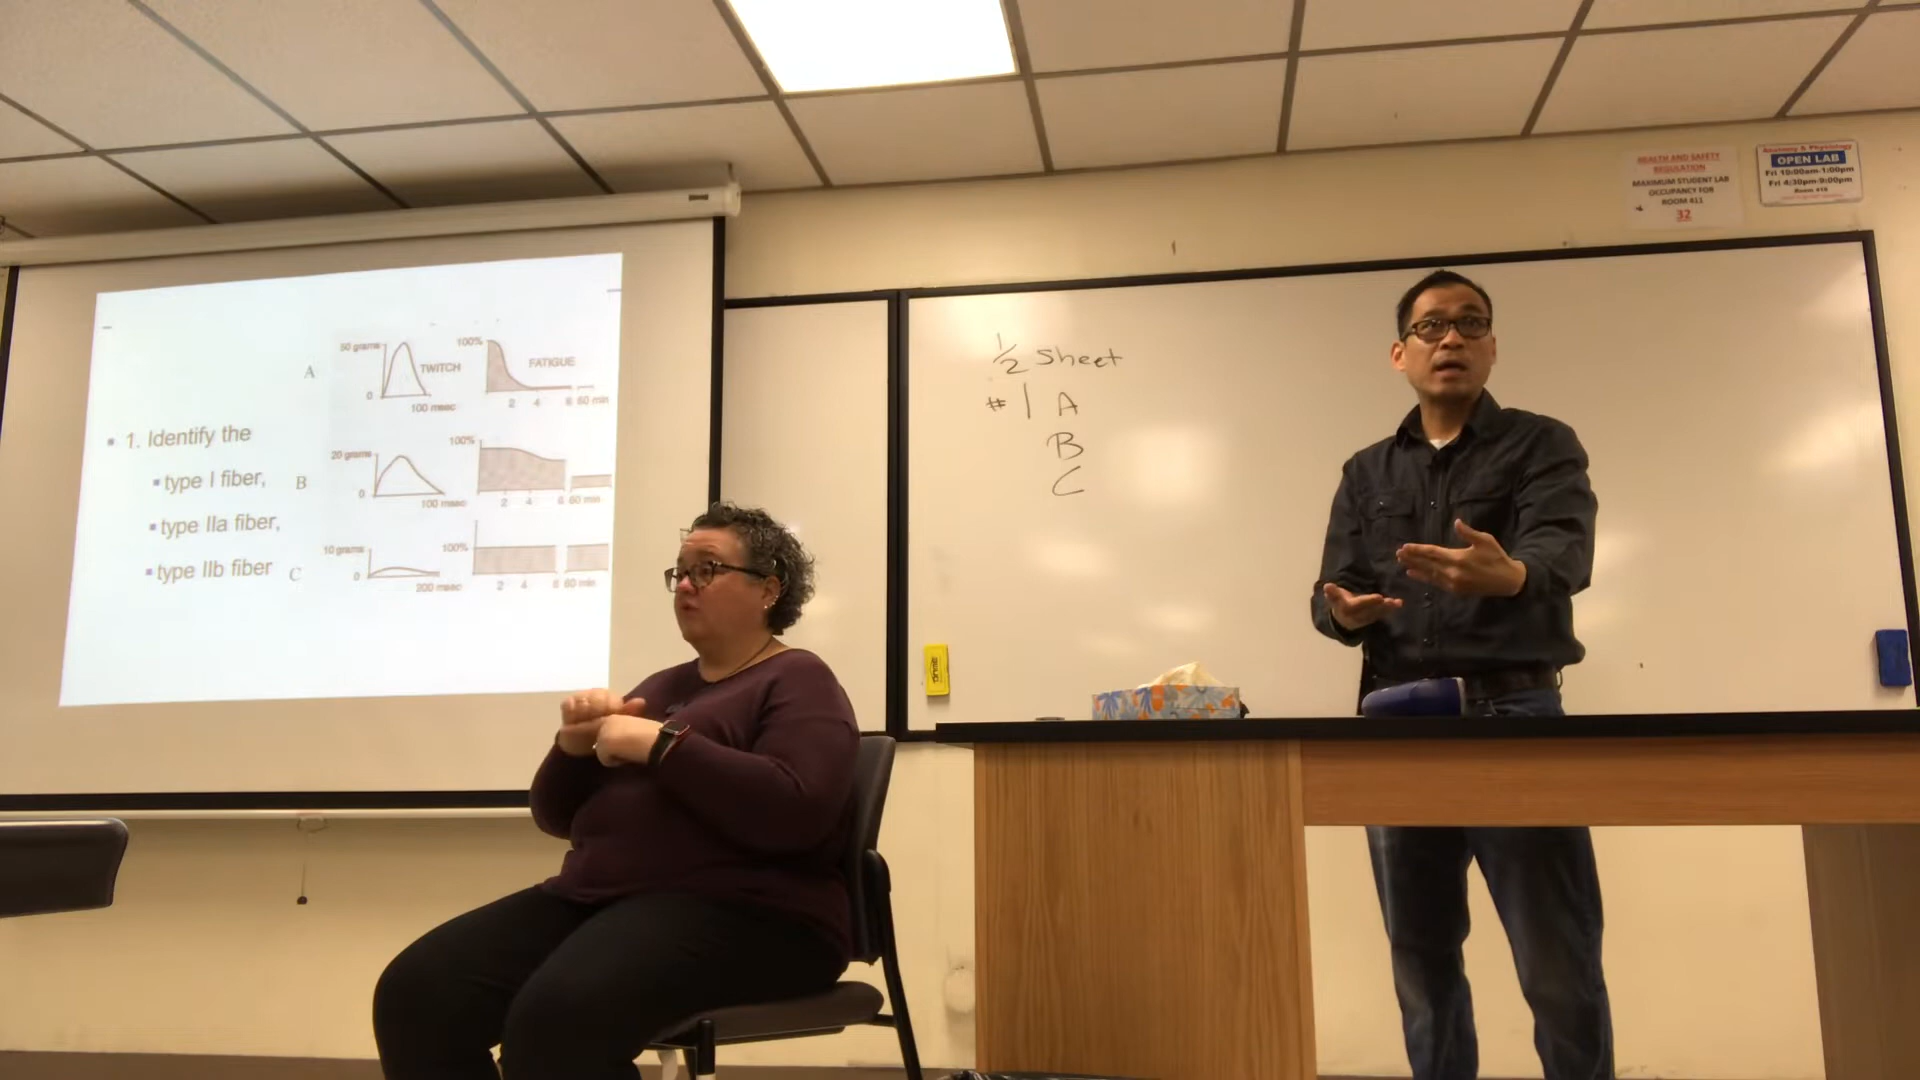 1. Identify the
type I fiber,
type IIa fiber,
type IIb fiber
A
50 grams
0
TWITCH
100 msec
100%
FATIGUE
2 4 6 60 min
B
20 grams
0
100 msec
100%
2 4 6 60 min
C
10 grams
0
200 msec
100%
2 4 6 60 min
1/2 Sheet
#1 A
B
C
HEALTH AND SAFETY
REGULATION
MAXIMUM STUDENT LAB
OCCUPANCY FOR
ROOM 411
32
Anatomy & Physiology
OPEN LAB
Fri 10:00am-1:00pm
Fri 4:30pm-9:00pm